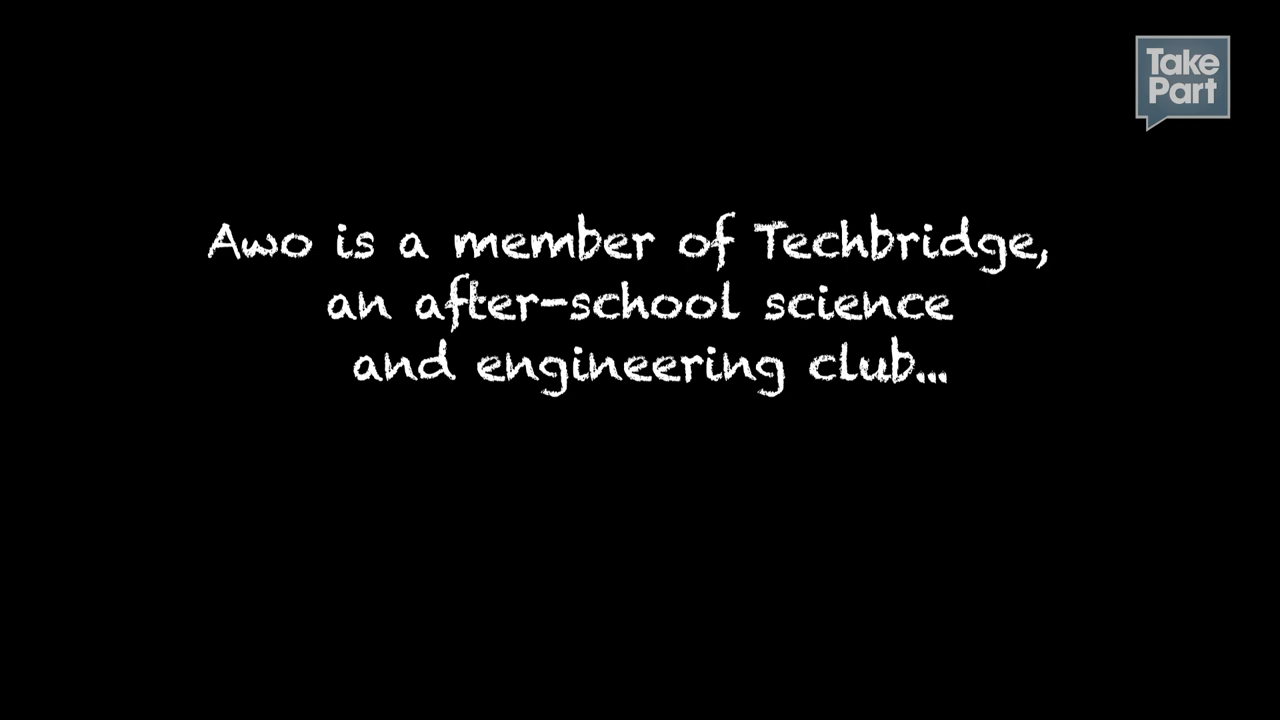 Take
Part
Awo is a member of Techbridge,
an after-school science
and engineering club...